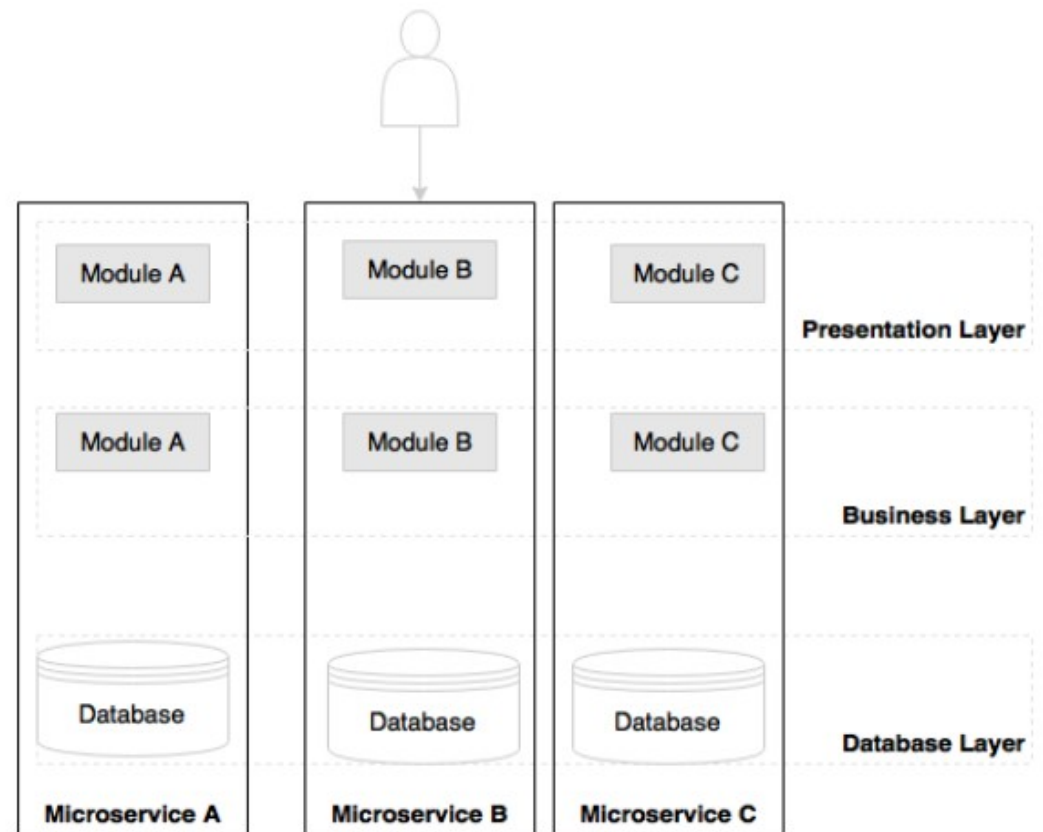 Module A
Module B
Module C
Presentation Layer
Module A
Module B
Module C
Business Layer
Database
Database
Database
Database Layer
Microservice A
Microservice B
Microservice C